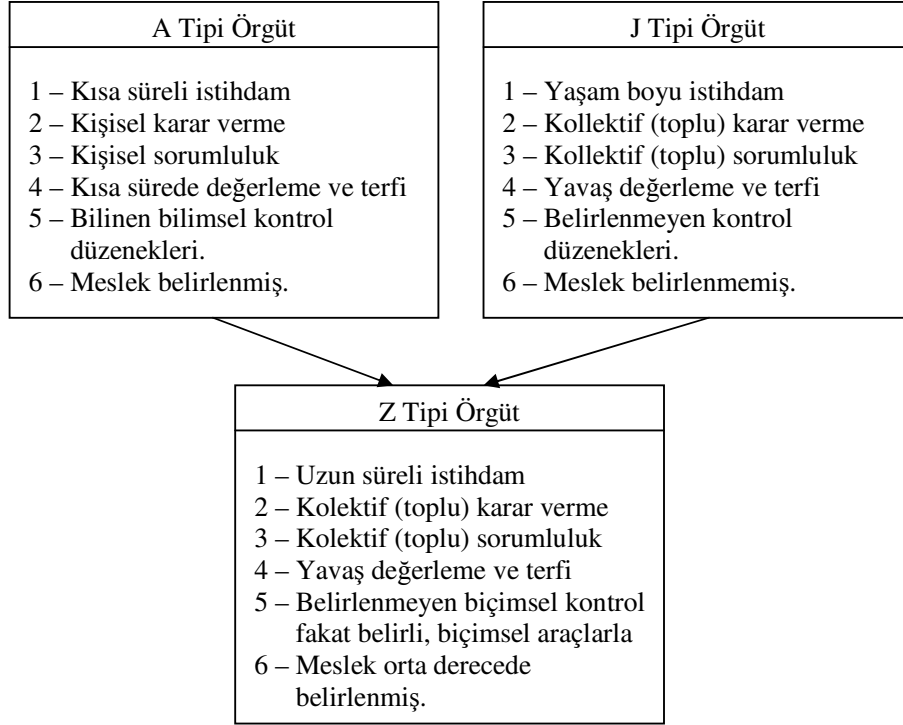 A Tipi Örgüt
1 – Kısa süreli istihdam
2 – Kişisel karar verme
3 – Kişisel sorumluluk
4 – Kısa sürede değerleme ve terfi
5 – Bilinen bilimsel kontrol
düzenekleri.
6 – Meslek belirlenmiş.
J Tipi Örgüt
1 – Yaşam boyu istihdam
2 – Kollektif (toplu) karar verme
3 – Kollektif (toplu) sorumluluk
4 – Yavaş değerleme ve terfi
5 – Belirlenmeyen kontrol
düzenekleri.
6 – Meslek belirlenmemiş.
Z Tipi Örgüt
1 – Uzun süreli istihdam
2 – Kolektif (toplu) karar verme
3 – Kolektif (toplu) sorumluluk
4 – Yavaş değerleme ve terfi
5 – Belirlenmeyen biçimsel kontrol
fakat belirli, biçimsel araçlarla
6 – Meslek orta derecede
belirlenmiş.